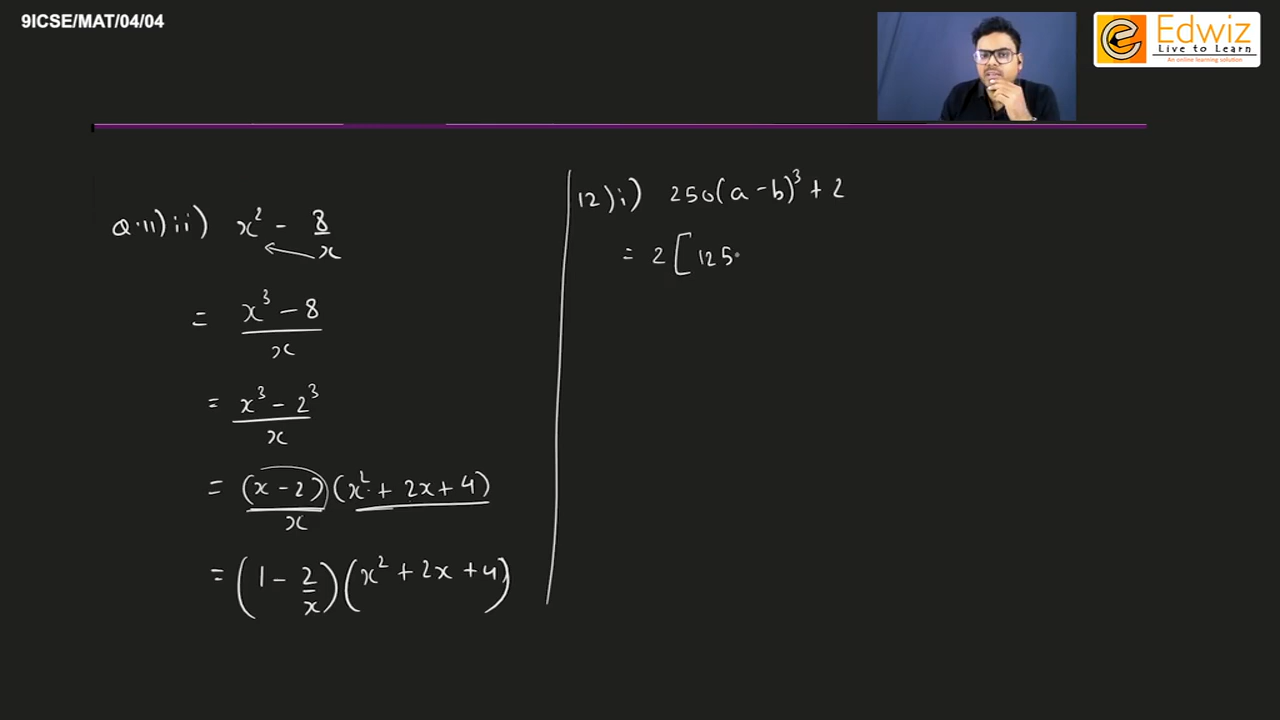 9ICSE/MAT/04/04
Edwiz
Live to Learn
An online learning solution
Q.11) ii) x² - 8/x
= (x³ - 8)/x
= (x³ - 2³)/x
= (x - 2)/x (x² + 2x + 4)
= (1 - 2/x)(x² + 2x + 4)
12) i) 250(a - b)³ + 2
= 2[125